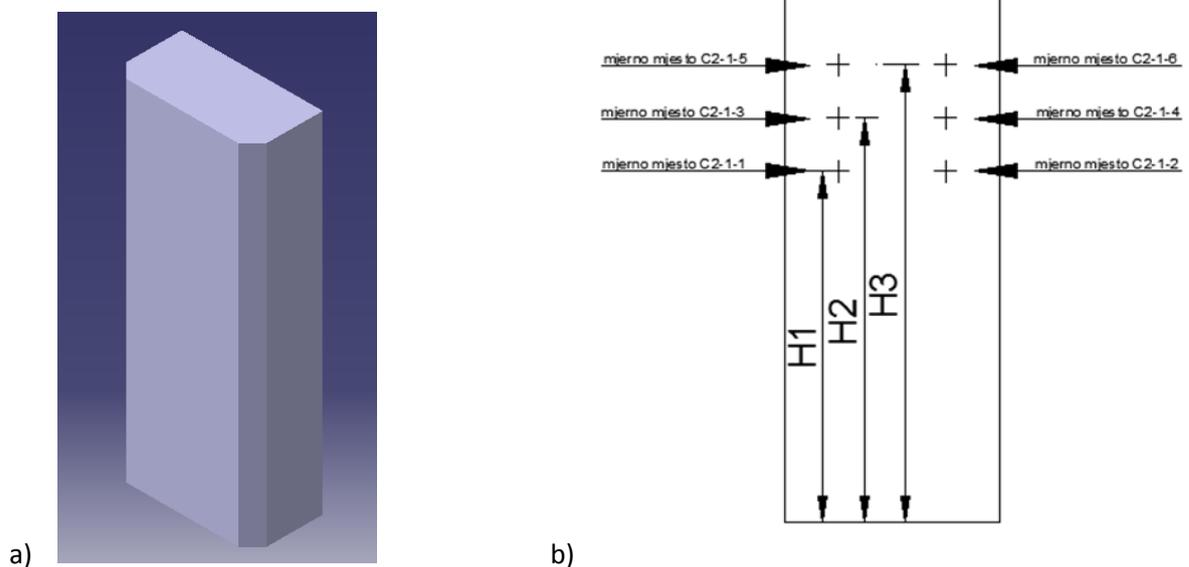 mjerno mjesto C2-1-5
mjerno mjesto C2-1-6
mjerno mjesto C2-1-3
mjerno mjesto C2-1-4
mjerno mjesto C2-1-1
mjerno mjesto C2-1-2
H1
H2
H3
a)
b)